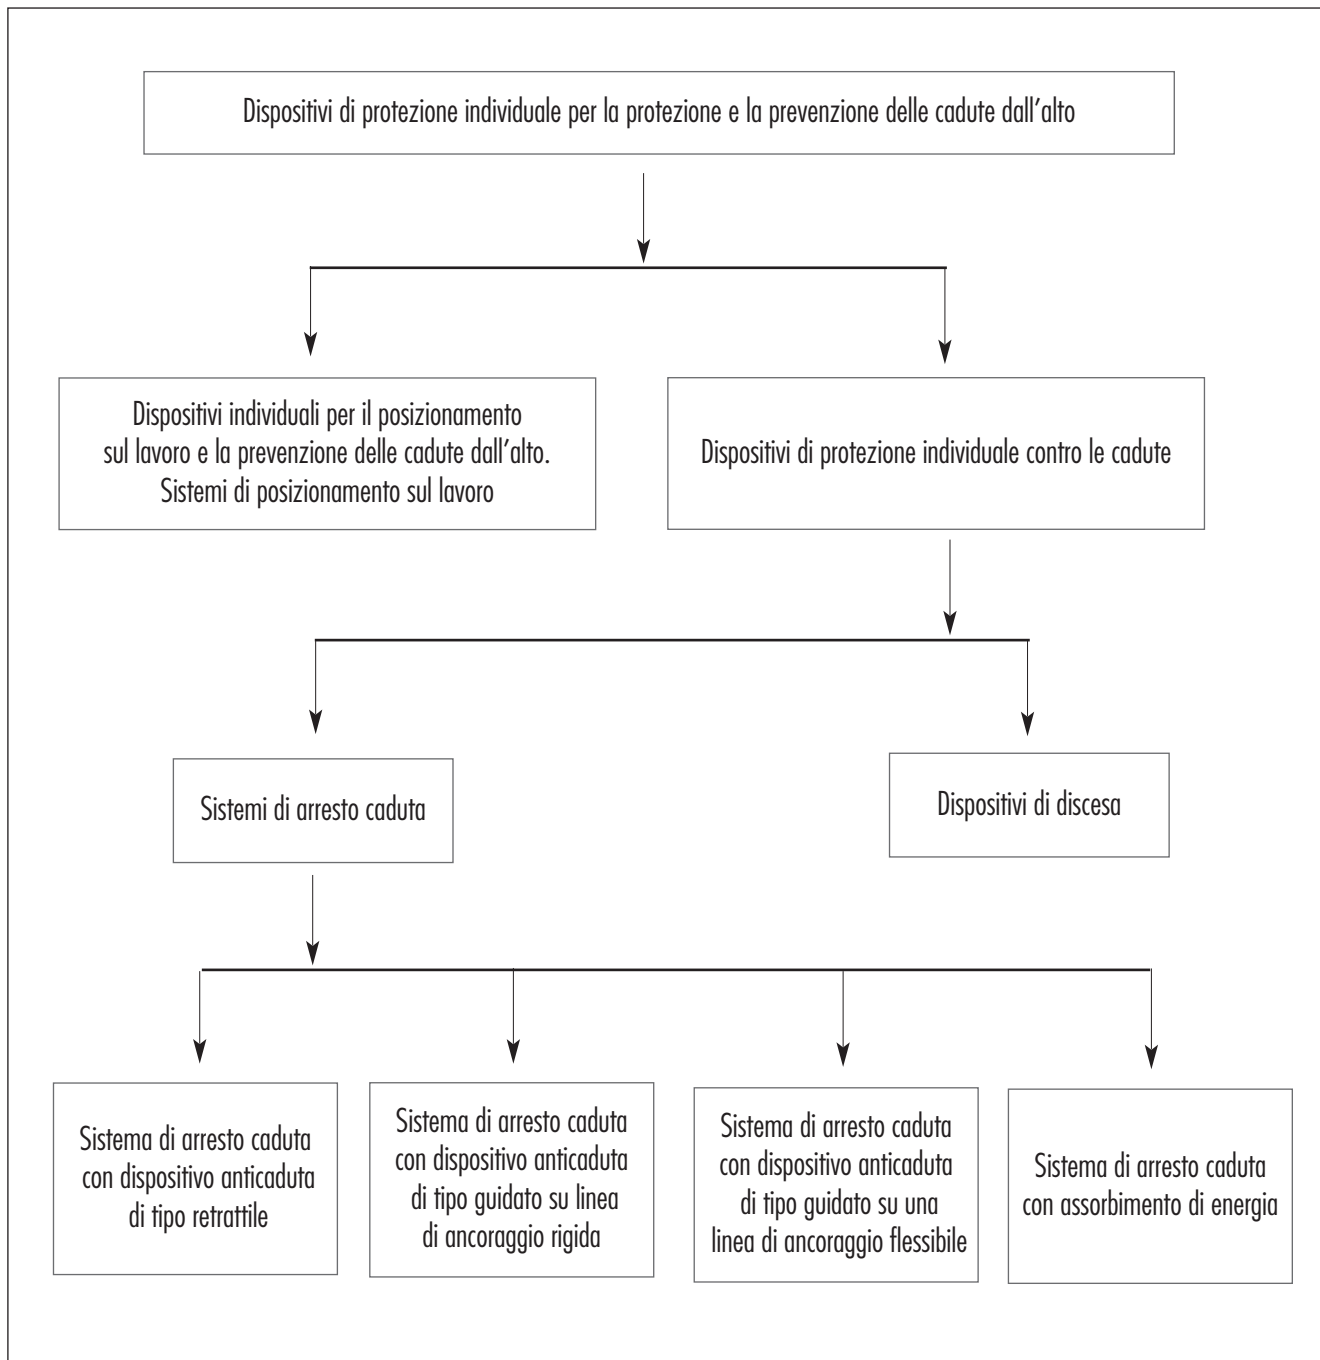 Dispositivi di protezione individuale per la protezione e la prevenzione delle cadute dall'alto
Dispositivi individuali per il posizionamento
sul lavoro e la prevenzione delle cadute dall'alto.
Sistemi di posizionamento sul lavoro
Dispositivi di protezione individuale contro le cadute
Sistemi di arresto caduta
Dispositivi di discesa
Sistema di arresto caduta
con dispositivo anticaduta
di tipo retrattile
Sistema di arresto caduta
con dispositivo anticaduta
di tipo guidato su linea
di ancoraggio rigida
Sistema di arresto caduta
con dispositivo anticaduta
di tipo guidato su una
linea di ancoraggio flessibile
Sistema di arresto caduta
con assorbimento di energia